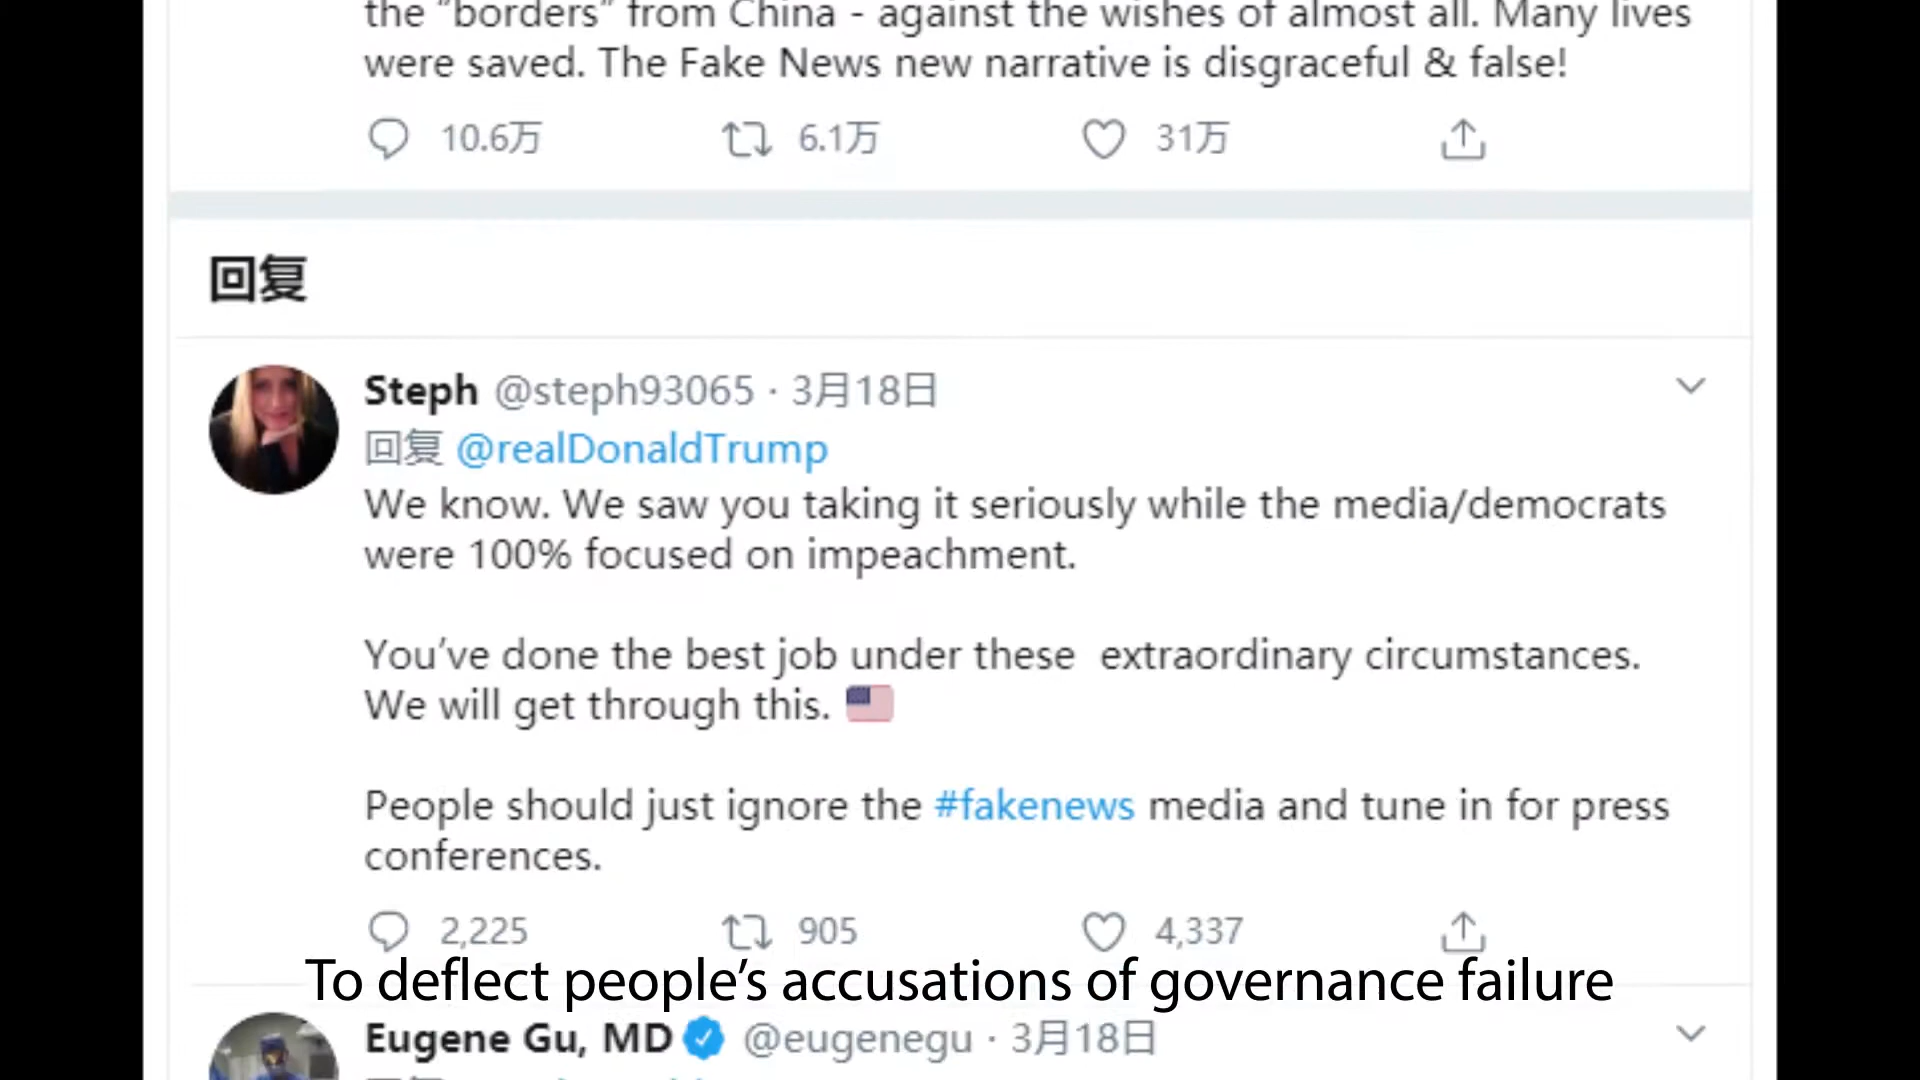 the “borders” from China - against the wishes of almost all. Many lives
were saved. The Fake News new narrative is disgraceful & false!
10.6万 6.1万 31万
回复
Steph @steph93065 · 3月18日
回复 @realDonaldTrump
We know. We saw you taking it seriously while the media/democrats
were 100% focused on impeachment.
You’ve done the best job under these extraordinary circumstances.
We will get through this.
People should just ignore the #fakenews media and tune in for press
conferences.
2,225 905 4,337
To deflect people’s accusations of governance failure
Eugene Gu, MD @eugenegu · 3月18日